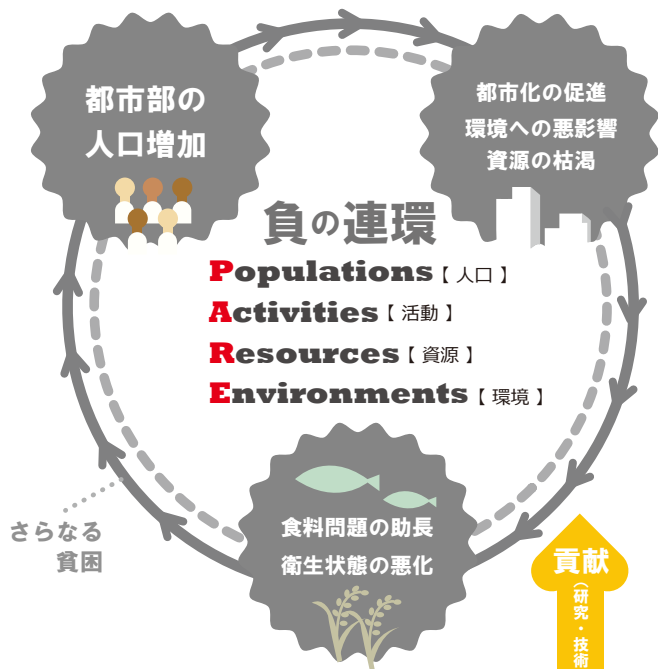 都市部の
人口増加
都市化の促進
環境への悪影響
資源の枯渇
負の連環
Populations【 人口 】
Activities【 活動 】
Resources【 資源 】
Environments【 環境 】
食料問題の助長
衛生状態の悪化
さらなる
貧困
貢献
（研究・技術